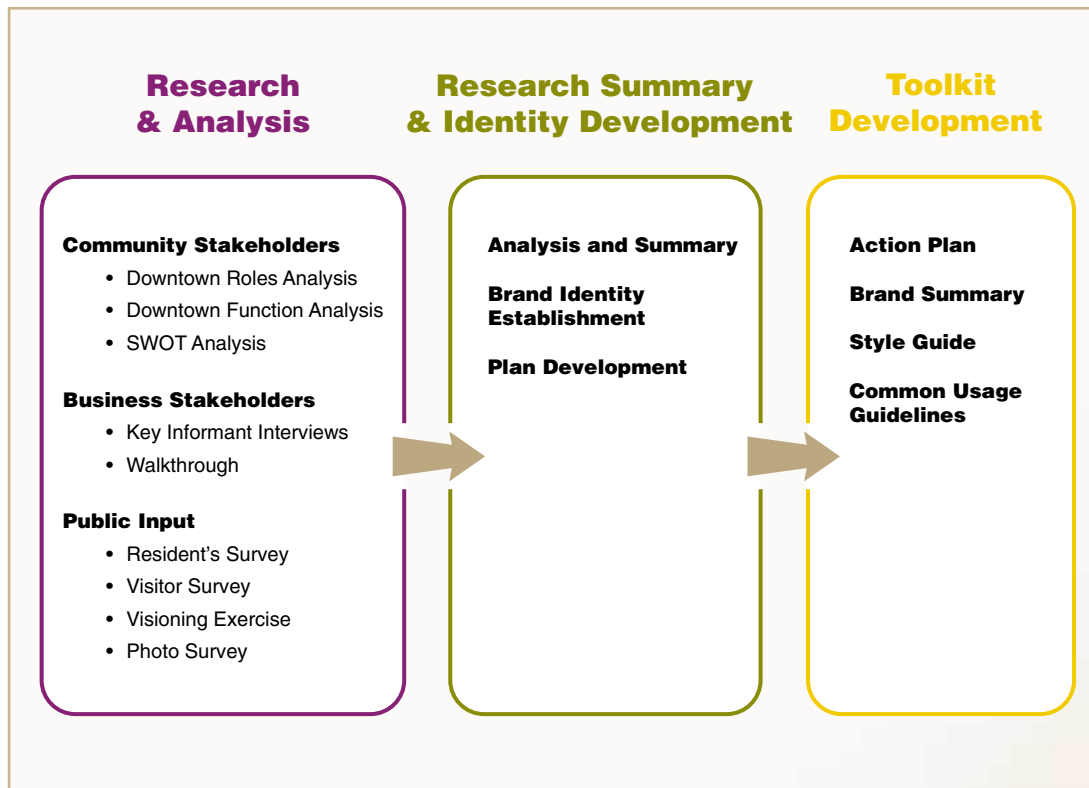 Research
& Analysis
Community Stakeholders
• Downtown Roles Analysis
• Downtown Function Analysis
• SWOT Analysis
Business Stakeholders
• Key Informant Interviews
• Walkthrough
Public Input
• Resident's Survey
• Visitor Survey
• Visioning Exercise
• Photo Survey
Research Summary
& Identity Development
Analysis and Summary
Brand Identity
Establishment
Plan Development
Toolkit
Development
Action Plan
Brand Summary
Style Guide
Common Usage
Guidelines